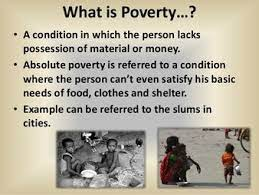 What is Poverty…?
• A condition in which the person lacks
possession of material or money.
• Absolute poverty is referred to a condition
where the person can't even satisfy his basic
needs of food, clothes and shelter.
• Example can be referred to the slums in
cities.